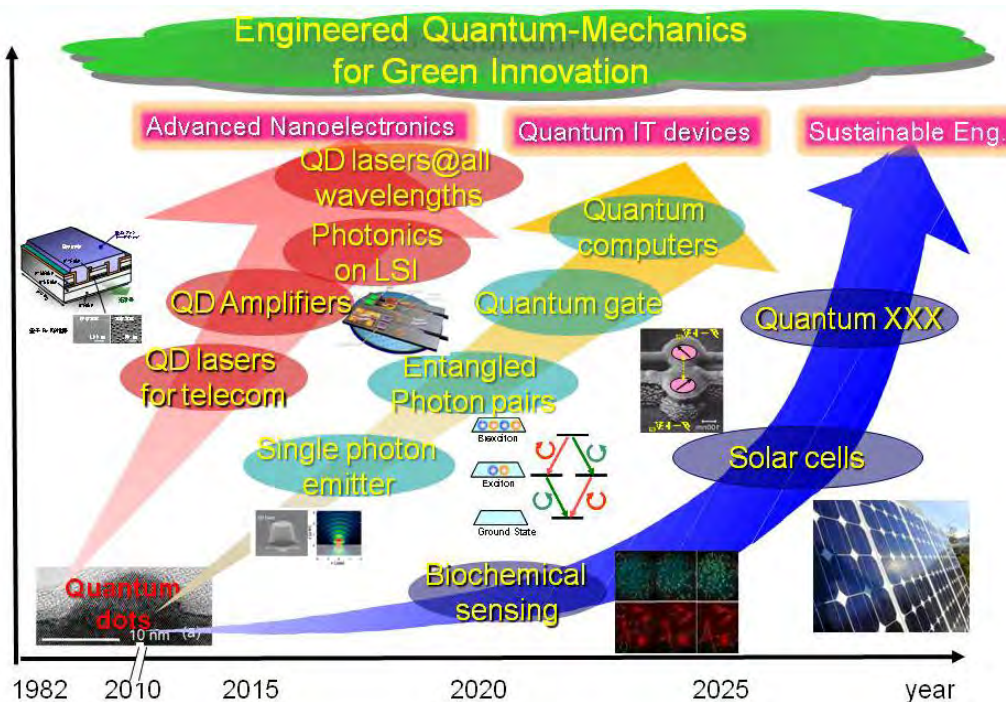 Engineered Quantum-Mechanics
for Green Innovation
Advanced Nanoelectronics
Quantum IT devices
Sustainable Eng.
QD lasers@all
wavelengths
Photonics
on LSI
QD Amplifiers
QD lasers
for telecom
Quantum
computers
Quantum gate
Entangled
Photon pairs
Single photon
emitter
Quantum XXX
Solar cells
Biochemical
sensing
Biexcition
Excition
Ground State
Quantum
dots
10 nm (a)
1982
2010
2015
2020
2025
year